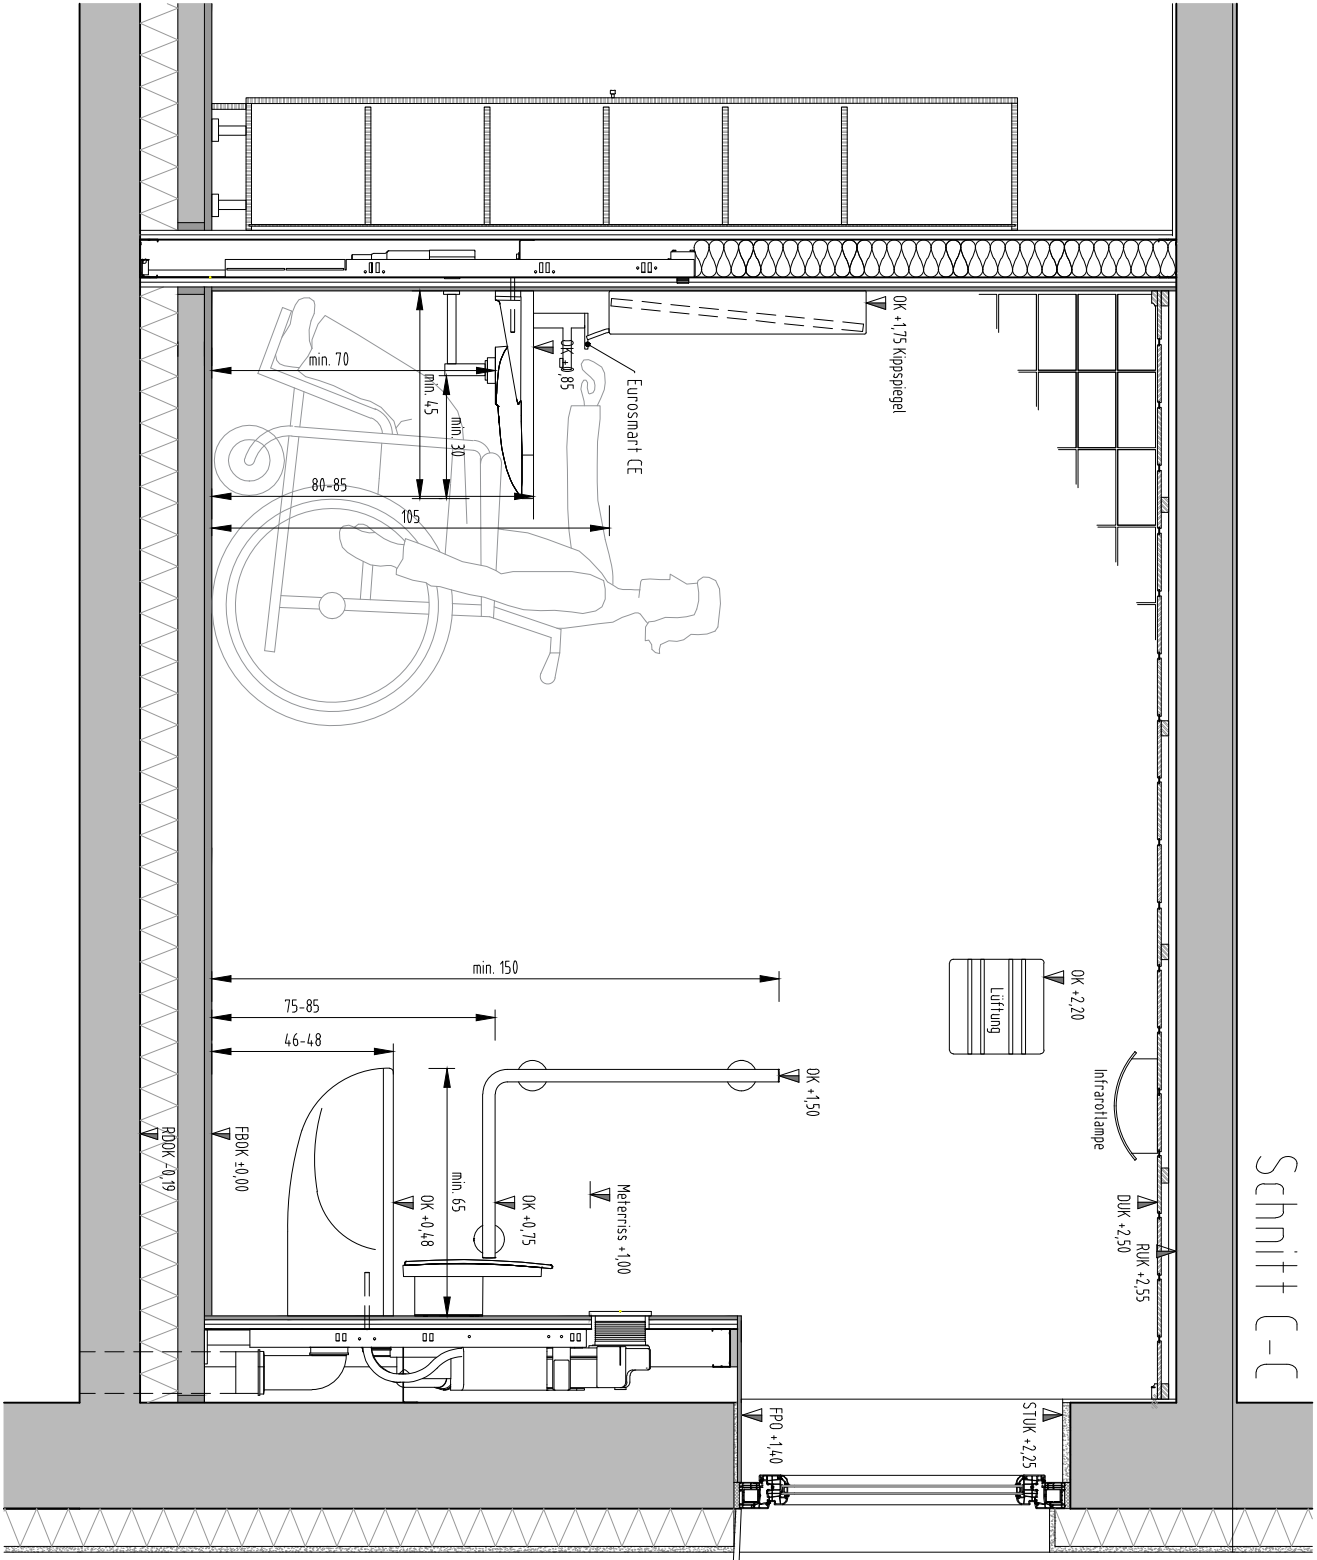 Schnitt C-C
RUK +2,55
DUK +2,50
Infrarotlampe
OK +2,20
Lüftung
STUK +2,25
OK +1,75 Kippspiegel
OK +1,50
FPO +1,40
Eurosmart CE
Meterriss +1,00
OK +0,85
OK +0,75
OK +0,48
min. 70
min. 45
min. 30
80-85
105
min. 150
75-85
46-48
min. 65
FBOK ±0,00
RDOK -0,19